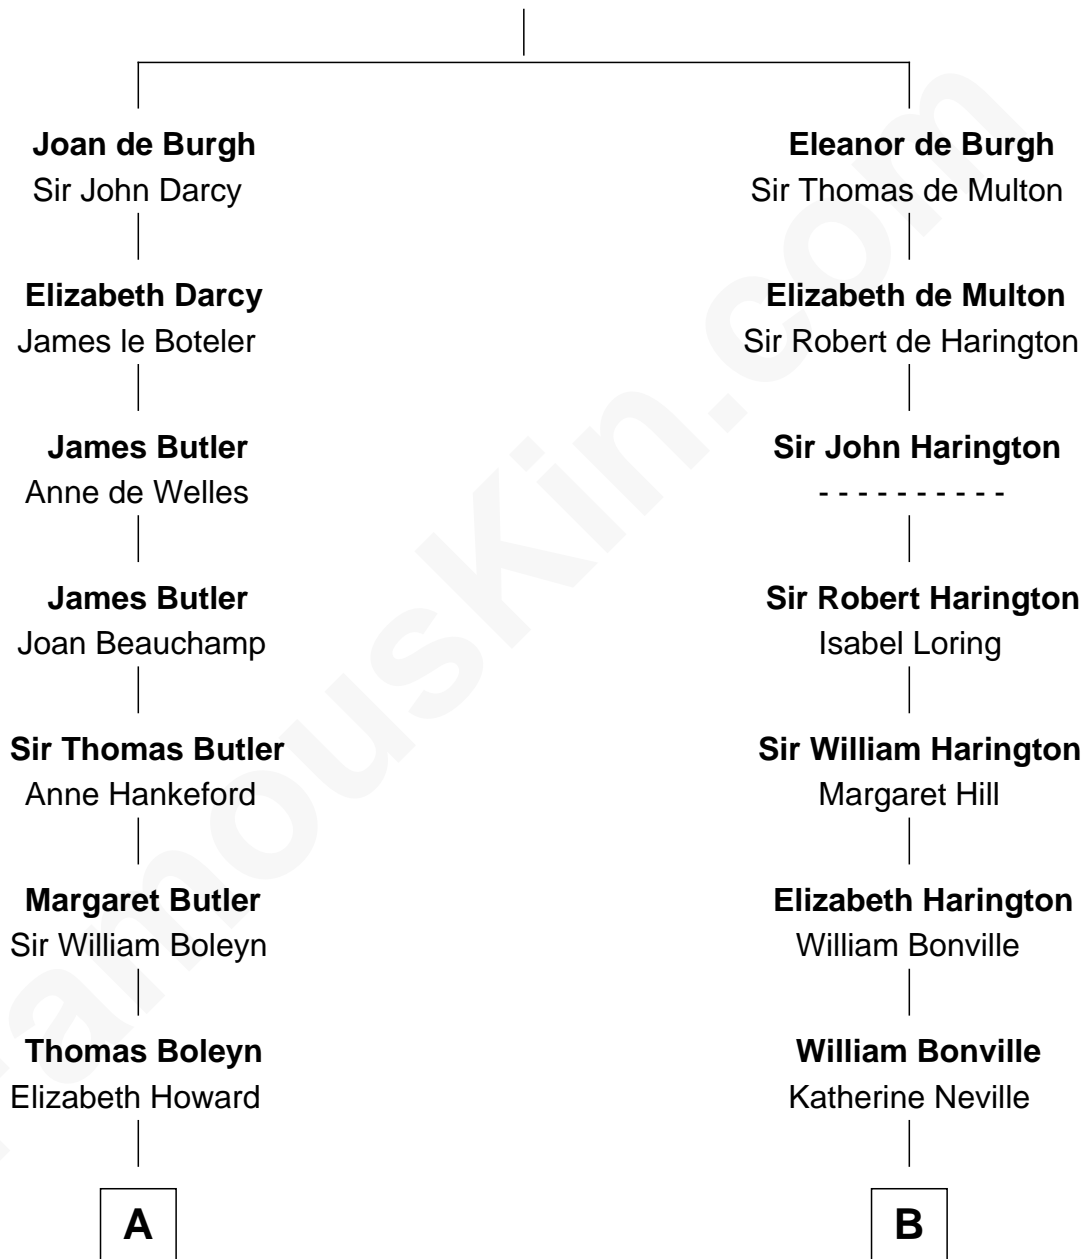 Joan de Burgh
Sir John Darcy
Eleanor de Burgh
Sir Thomas de Multon
Elizabeth Darcy
James le Boteler
Elizabeth de Multon
Sir Robert de Harington
James Butler
Anne de Welles
Sir John Harington
- - - - - - - - - -
James Butler
Joan Beauchamp
Sir Robert Harington
Isabel Loring
Sir Thomas Butler
Anne Hankeford
Sir William Harington
Margaret Hill
Margaret Butler
Sir William Boleyn
Elizabeth Harington
William Bonville
Thomas Boleyn
Elizabeth Howard
William Bonville
Katherine Neville
A
B
FamousKin.com